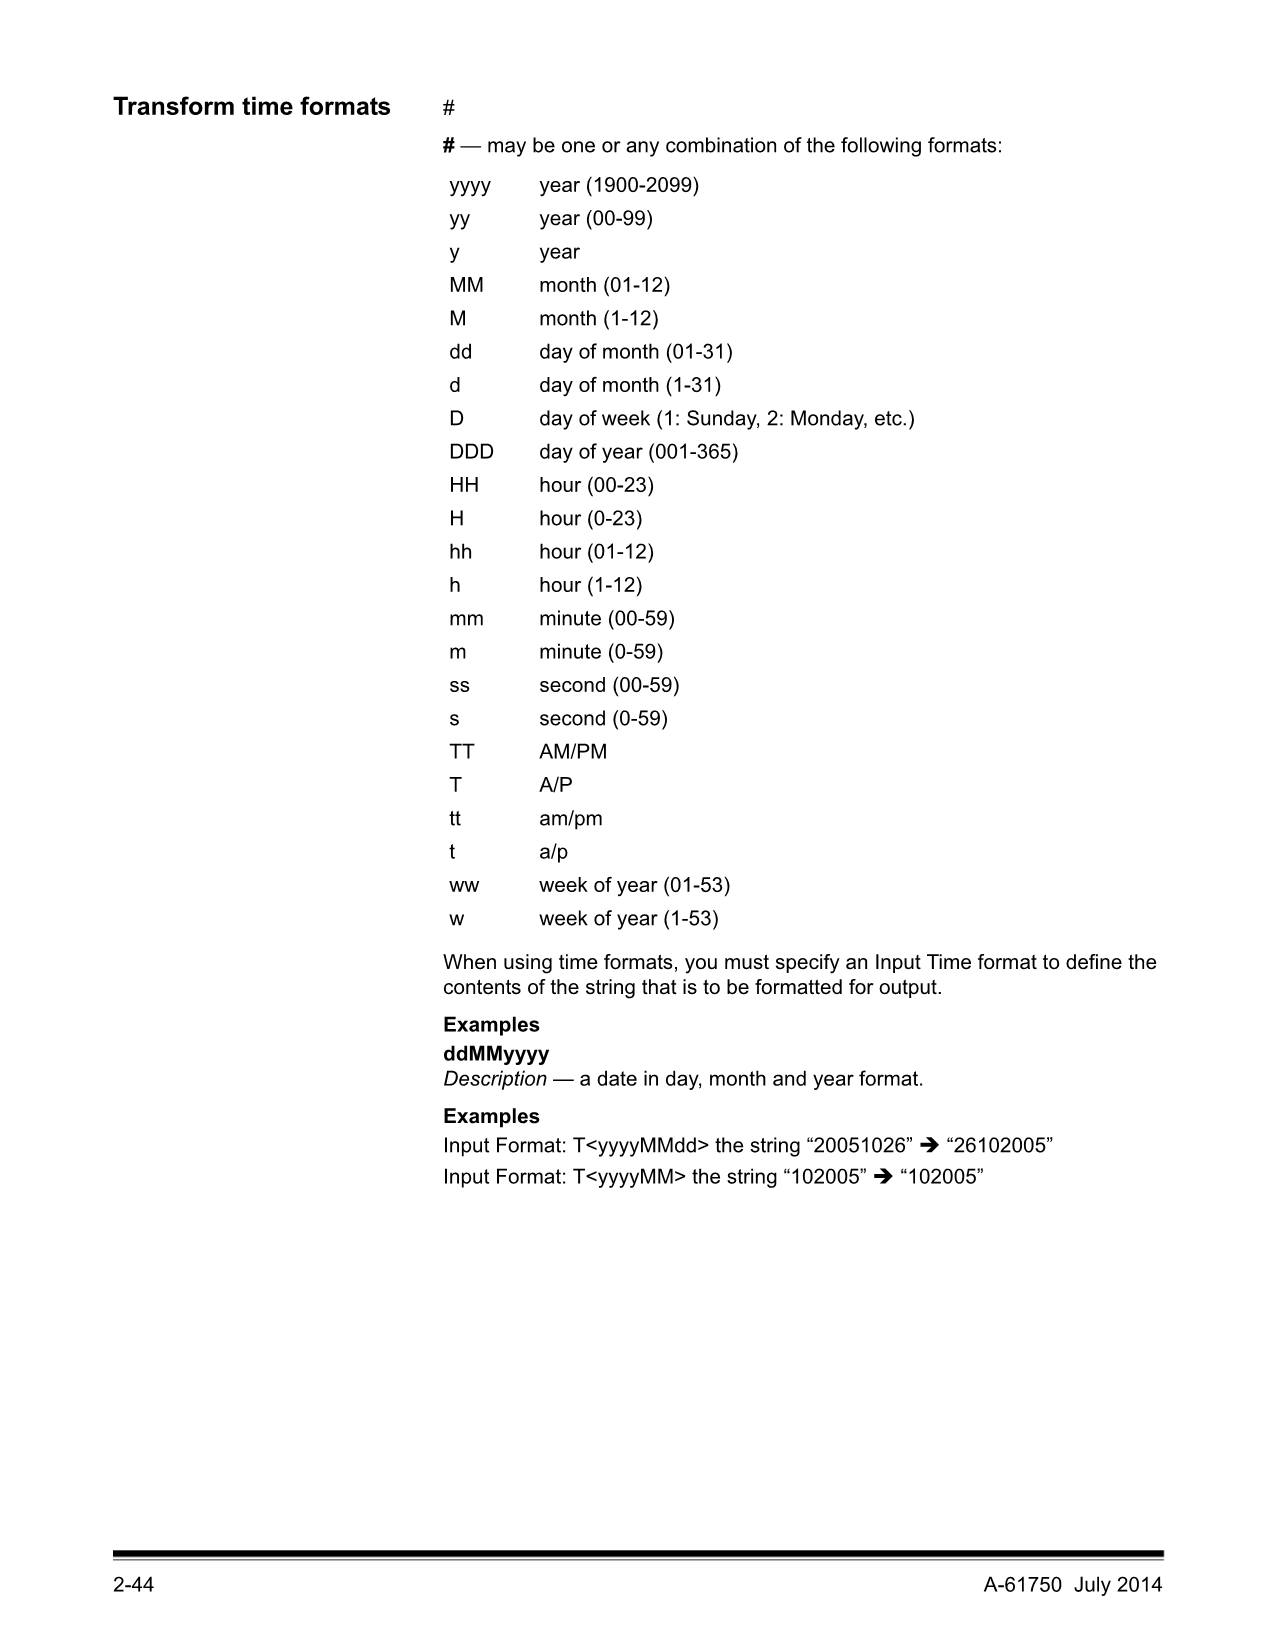 Transform time formats #
# — may be one or any combination of the following formats:
yyyy year (1900-2099)
yy year (00-99)
y year
MM month (01-12)
M month (1-12)
dd day of month (01-31)
d day of month (1-31)
D day of week (1: Sunday, 2: Monday, etc.)
DDD day of year (001-365)
HH hour (00-23)
H hour (0-23)
hh hour (01-12)
h hour (1-12)
mm minute (00-59)
m minute (0-59)
ss second (00-59)
s second (0-59)
TT AM/PM
T A/P
tt am/pm
t a/p
ww week of year (01-53)
w week of year (1-53)
When using time formats, you must specify an Input Time format to define the
contents of the string that is to be formatted for output.
Examples
ddMMyyyy
Description — a date in day, month and year format.
Examples
Input Format: T<yyyyMMdd> the string “20051026” ➔ “26102005”
Input Format: T<yyyyMM> the string “102005” ➔ “102005”
2-44 A-61750 July 2014